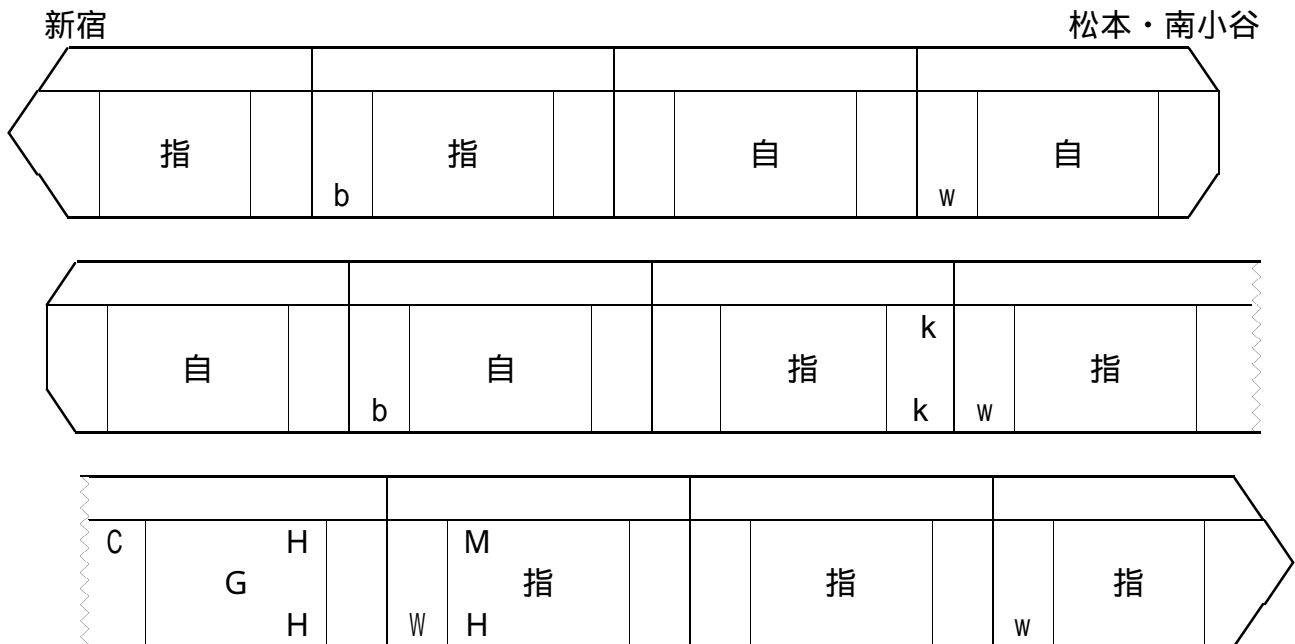 新宿 松本・南小谷
指 指 自 自
b w
自 自 指 指
k
b k w
C H M
G 指 指 指
H W H w